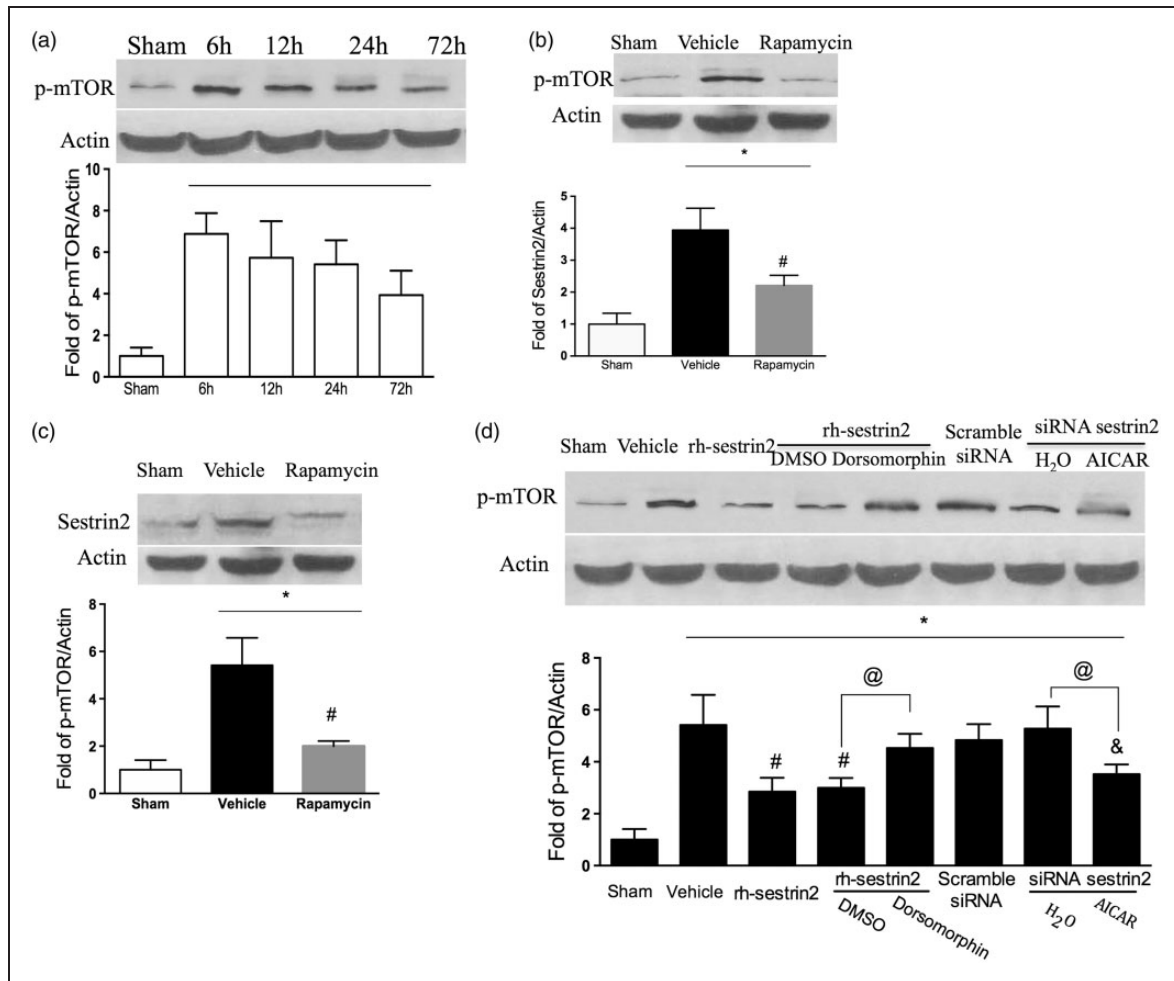 (a)
Sham 6h 12h 24h 72h
p-mTOR
Actin
Fold of p-mTOR/Actin
10
8
6
4
2
0
Sham 6h 12h 24h 72h
(b)
Sham Vehicle Rapamycin
p-mTOR
Actin
*
Fold of Sestrin2/Actin
5
4
3
2
1
0
#
Sham Vehicle Rapamycin
(c)
Sham Vehicle Rapamycin
Sestrin2
Actin
*
Fold of p-mTOR/Actin
8
6
4
2
0
#
Sham Vehicle Rapamycin
(d)
rh-sestrin2 Scramble siRNA sestrin2
Sham Vehicle rh-sestrin2 DMSO Dorsomorphin siRNA H2O AICAR
p-mTOR
Actin
*
Fold of p-mTOR/Actin
8
6
4
2
0
@ @
# # &
Sham Vehicle rh-sestrin2 rh-sestrin2 Scramble siRNA sestrin2
siRNA
DMSO Dorsomorphin H2O AICAR